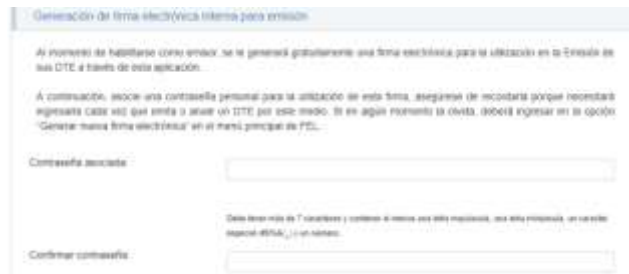 Generación de firma electrónica interna para emisión
Al momento de habilitarse como emisor, se le generará gratuitamente una firma electrónica para la utilización en la Emisión de
sus DTE a través de esta aplicación.
A continuación, asocie una contraseña personal para la utilización de esta firma, asegúrese de recordarla porque necesitará
ingresarla cada vez que emita o anule un DTE por este medio. Si en algún momento la olvida, deberá ingresar en la opción
"Generar nueva firma electrónica" en el menú principal de FEL.
Contraseña asociada
Debe tener más de 7 caracteres y contener al menos una letra mayúscula, una letra minúscula, un carácter
especial y un número.
Confirmar contraseña